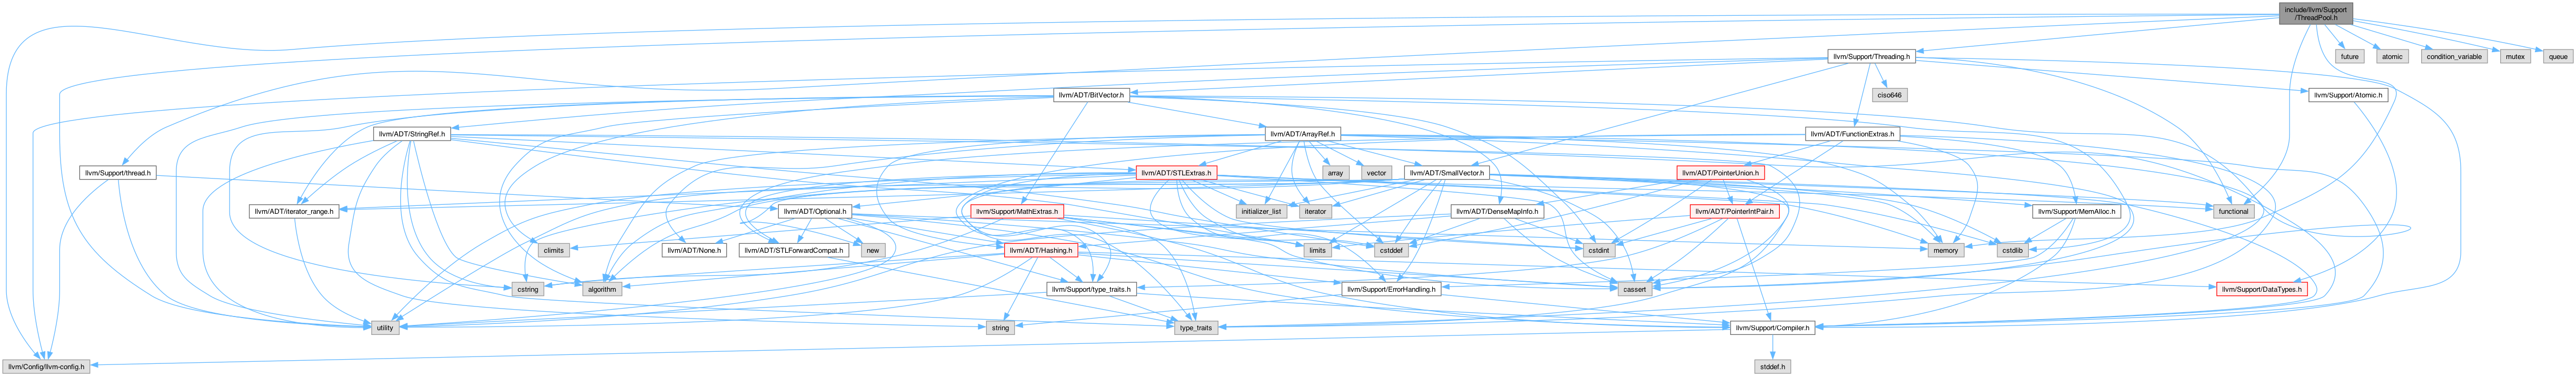 include/llvm/Support
/ThreadPool.h
llvm/Support/Threading.h
future
atomic
condition_variable
mutex
queue
llvm/ADT/BitVector.h
ciso646
llvm/Support/Atomic.h
llvm/ADT/StringRef.h
llvm/ADT/ArrayRef.h
llvm/ADT/FunctionExtras.h
llvm/Support/thread.h
llvm/ADT/STLExtras.h
array
vector
llvm/ADT/SmallVector.h
llvm/ADT/PointerUnion.h
llvm/ADT/iterator_range.h
llvm/ADT/Optional.h
llvm/Support/MathExtras.h
initializer_list
iterator
llvm/ADT/DenseMapInfo.h
llvm/ADT/PointerIntPair.h
llvm/Support/MemAlloc.h
functional
climits
llvm/ADT/None.h
llvm/ADT/STLForwardCompat.h
new
llvm/ADT/Hashing.h
limits
cstddef
cstdint
memory
cstdlib
cstring
algorithm
llvm/Support/type_traits.h
llvm/Support/ErrorHandling.h
cassert
llvm/Support/DataTypes.h
utility
type_traits
string
llvm/Support/Compiler.h
llvm/Config/llvm-config.h
stddef.h